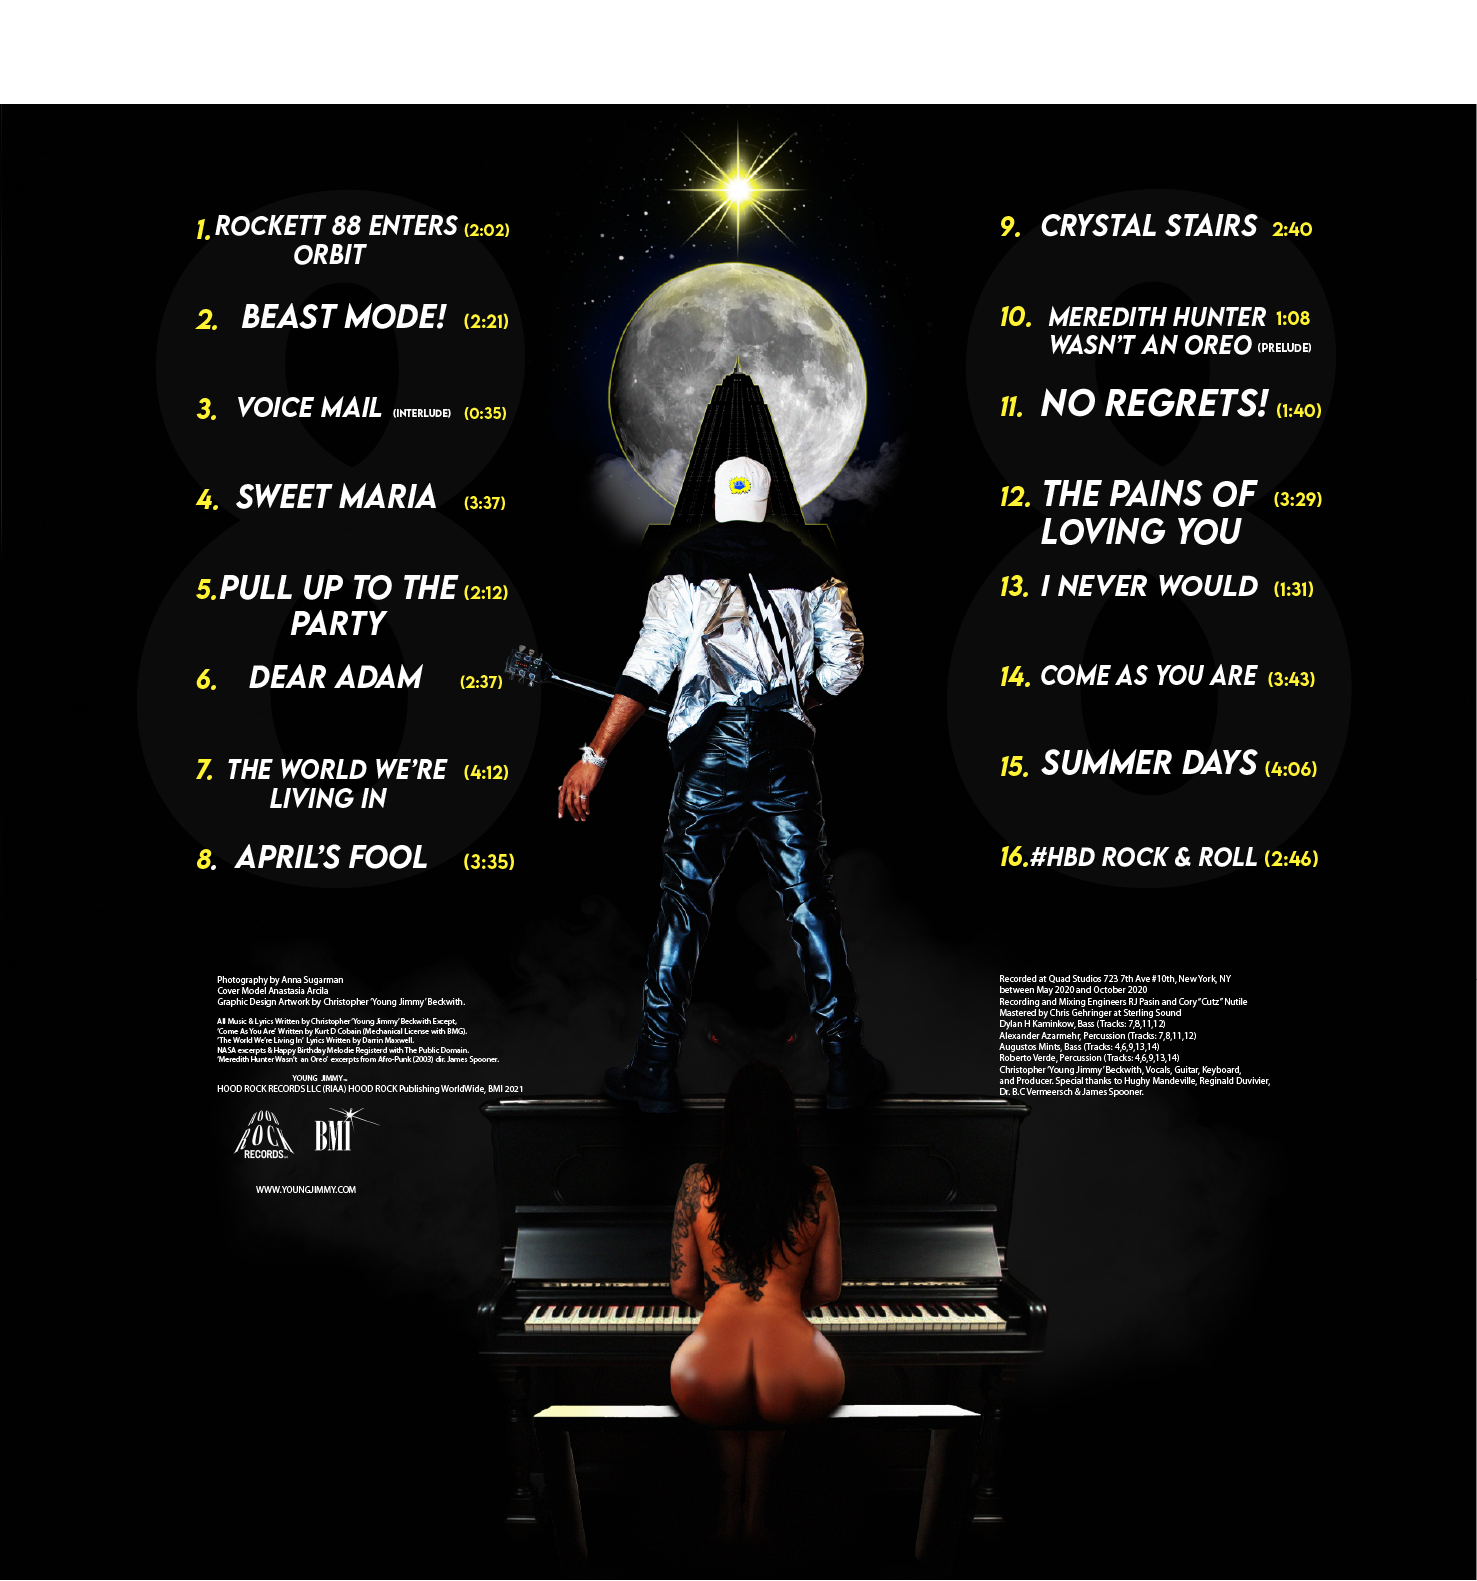 1. ROCKETT 88 ENTERS (2:02)
ORBIT
2. BEAST MODE! (2:21)
3. VOICE MAIL (INTERLUDE) (0:35)
4. SWEET MARIA (3:37)
5. PULL UP TO THE (2:12)
PARTY
6. DEAR ADAM (2:37)
7. THE WORLD WE'RE (4:12)
LIVING IN
8. APRIL'S FOOL (3:35)
9. CRYSTAL STAIRS 2:40
10. MEREDITH HUNTER 1:08
WASN'T AN OREO (PRELUDE)
11. NO REGRETS! (1:40)
12. THE PAINS OF (3:29)
LOVING YOU
13. I NEVER WOULD (1:31)
14. COME AS YOU ARE (3:43)
15. SUMMER DAYS (4:06)
16. #HBD ROCK & ROLL (2:46)
Photography by Anna Sugarman
Cover Model Anastasia Arcila
Graphic Design Artwork by Christopher 'Young Jimmy' Beckwith.
All Music & Lyrics Written by Christopher 'Young Jimmy' Beckwith Except,
'Come As You Are' Written by Kurt D Cobain (Mechanical License with BMG).
'The World We're Living In' Lyrics Written by Darrin Maxwell.
NASA excerpts & Happy Birthday Melodie Registerd with The Public Domain.
'Meredith Hunter Wasn't an Oreo' excerpts from Afro-Punk (2003) dir. James Spooner.
YOUNG JIMMY™
HOOD ROCK RECORDS LLC (RIAA) HOOD ROCK Publishing WorldWide, BMI 2021
HOOD
ROCK
RECORDS
BMI
WWW.YOUNGJIMMY.COM
Recorded at Quad Studios 723 7th Ave #10th, New York, NY
between May 2020 and October 2020
Recording and Mixing Engineers RJ Pasin and Cory "Cutz" Nutile
Mastered by Chris Gehringer at Sterling Sound
Dylan H Kaminkow, Bass (Tracks: 7,8,11,12)
Alexander Azarmehr, Percussion (Tracks: 7,8,11,12)
Augustos Mints, Bass (Tracks: 4,6,9,13,14)
Roberto Verde, Percussion (Tracks: 4,6,9,13,14)
Christopher 'Young Jimmy' Beckwith, Vocals, Guitar, Keyboard,
and Producer. Special thanks to Hughy Mandeville, Reginald Duvivier,
Dr. B.C Vermeersch & James Spooner.
88
88